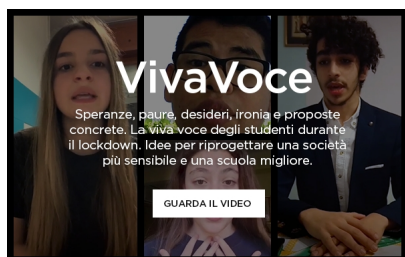 VivaVoce
Speranze, paure, desideri, ironia e proposte
concrete. La viva voce degli studenti durante
il lockdown. Idee per riprogettare una società
più sensibile e una scuola migliore.
GUARDA IL VIDEO